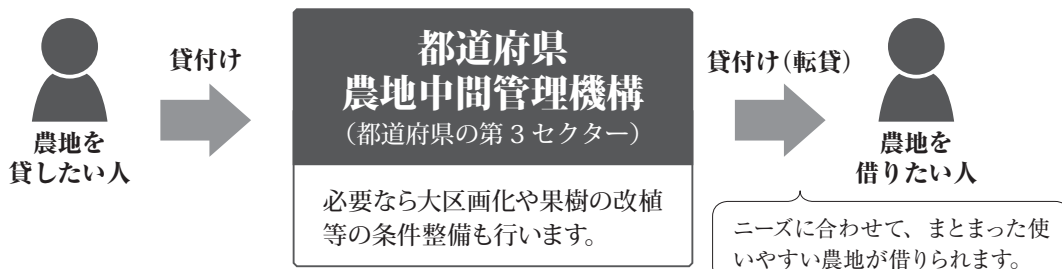 貸付け
農地を
貸したい人
都道府県
農地中間管理機構
（都道府県の第３セクター）
必要なら大区画化や果樹の改植
等の条件整備も行います。
貸付け（転貸）
農地を
借りたい人
ニーズに合わせて、まとまった使
いやすい農地が借りられます。